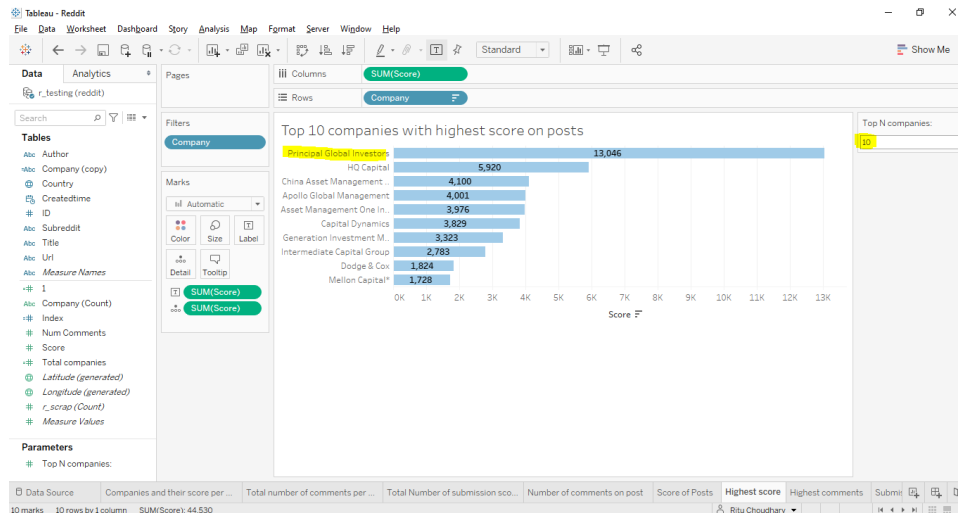 Tableau - Reddit
File Data Worksheet Dashboard Story Analysis Map Format Server Window Help
Standard
Show Me
Data Analytics
r_testing (reddit)
Search
Tables
Abc Author
Abc Company (copy)
Country
Createdtime
# ID
Abc Subreddit
Abc Title
Abc Url
Abc Measure Names
=# 1
Abc Company (Count)
=# Index
# Num Comments
# Score
=# Total companies
Latitude (generated)
Longitude (generated)
# r_scrap (Count)
# Measure Values
Parameters
# Top N companies:
Pages
Filters
Company
Marks
Automatic
Color Size Label
Detail Tooltip
SUM(Score)
SUM(Score)
Columns SUM(Score)
Rows Company
Top 10 companies with highest score on posts
Principal Global Investors 13,046
HQ Capital 5,920
China Asset Management .. 4,100
Apollo Global Management 4,001
Asset Management One In.. 3,976
Capital Dynamics 3,829
Generation Investment M.. 3,323
Intermediate Capital Group 2,783
Dodge & Cox 1,824
Mellon Capital* 1,728
0K 1K 2K 3K 4K 5K 6K 7K 8K 9K 10K 11K 12K 13K
Score
Top N companies:
10
Data Source Companies and their score per ... Total number of comments per ... Total Number of submission sco... Number of comments on post Score of Posts Highest score Highest comments Submis
10 marks 10 rows by 1 column SUM(Score): 44,530 Ritu Choudhary